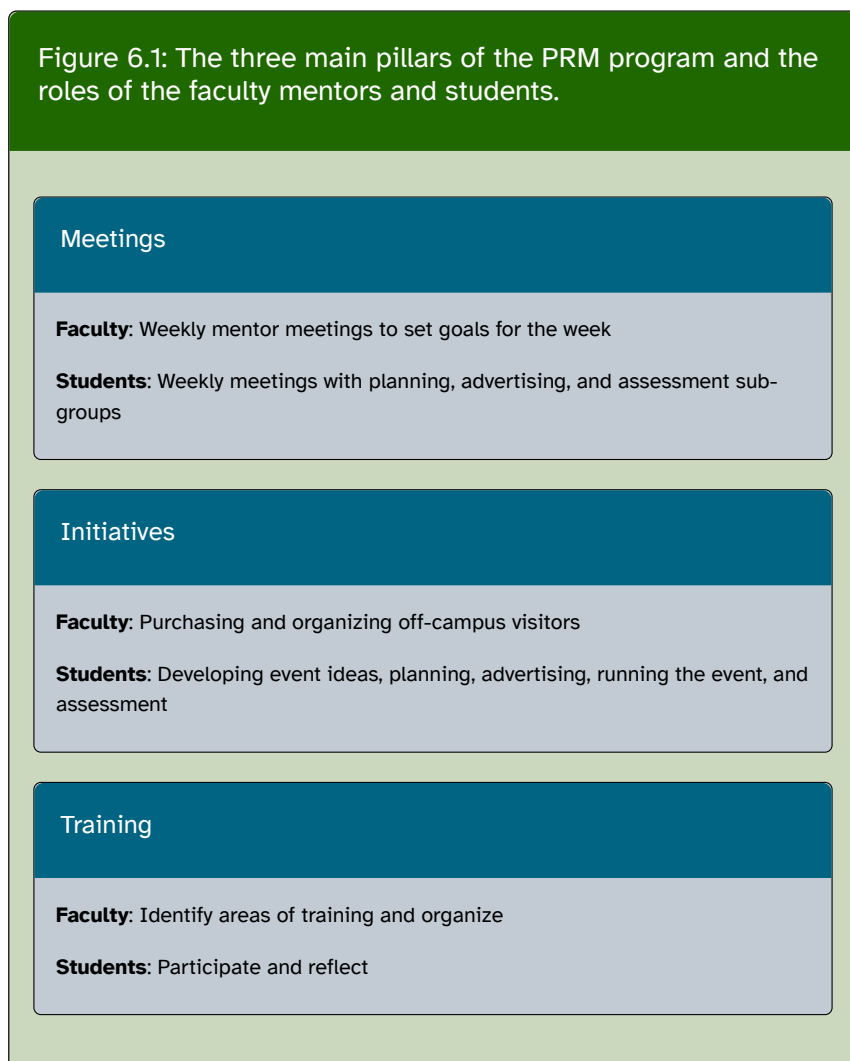 Figure 6.1: The three main pillars of the PRM program and the
roles of the faculty mentors and students.
Meetings
Faculty: Weekly mentor meetings to set goals for the week
Students: Weekly meetings with planning, advertising, and assessment sub-
groups
Initiatives
Faculty: Purchasing and organizing off-campus visitors
Students: Developing event ideas, planning, advertising, running the event, and
assessment
Training
Faculty: Identify areas of training and organize
Students: Participate and reflect